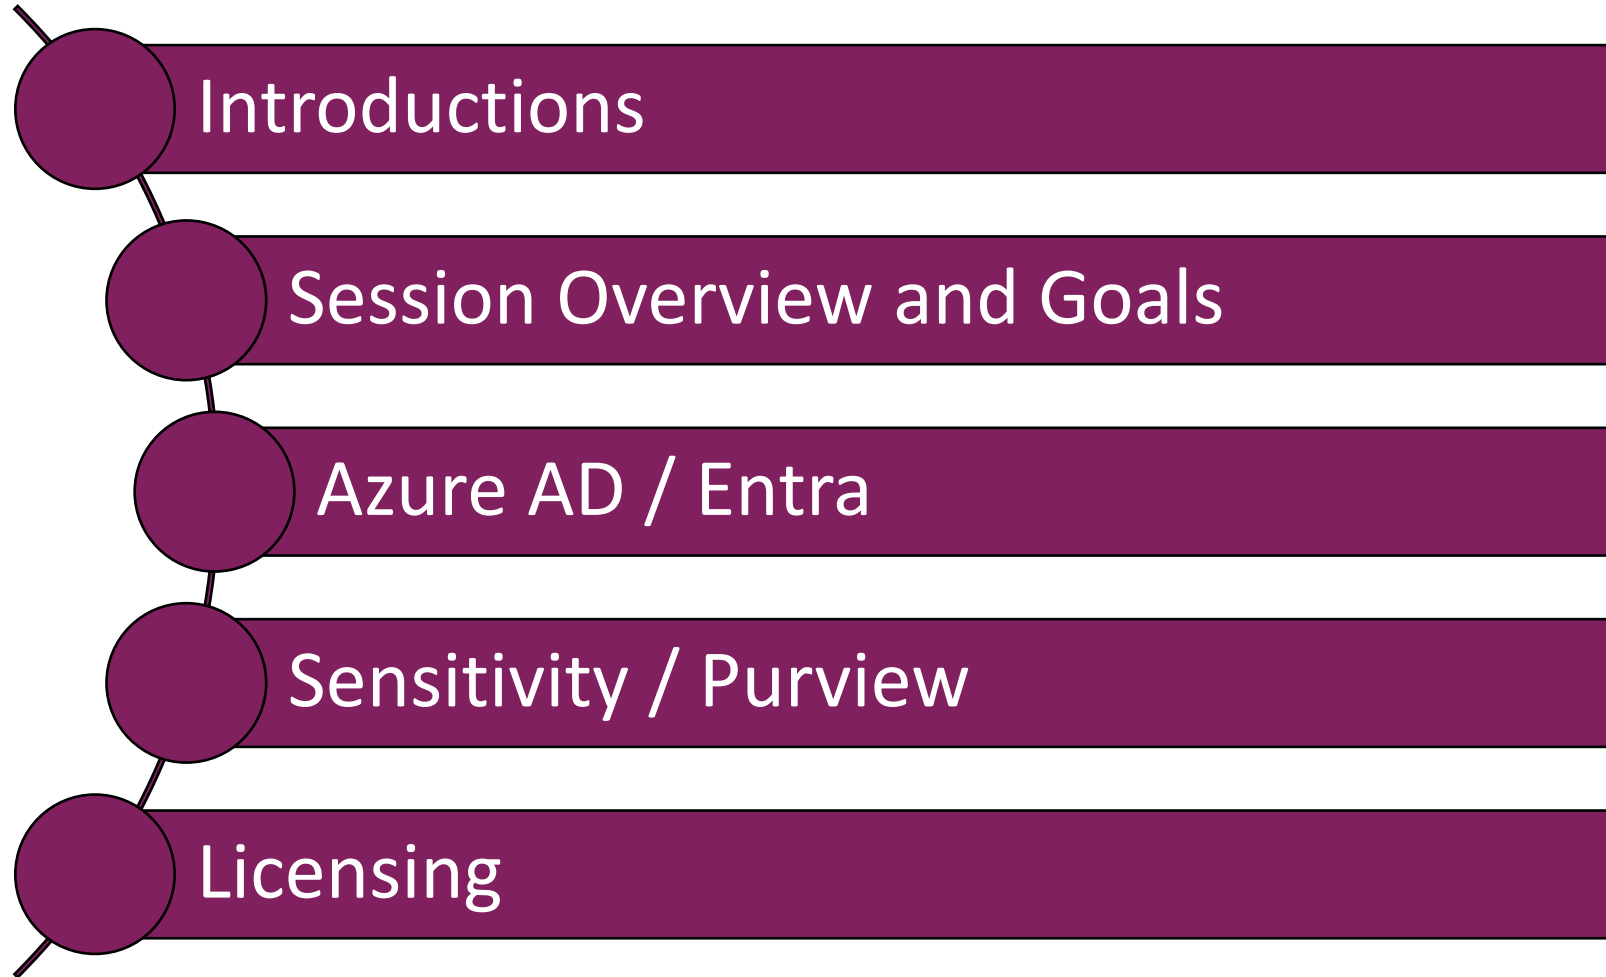 Introductions
Session Overview and Goals
Azure AD / Entra
Sensitivity / Purview
Licensing